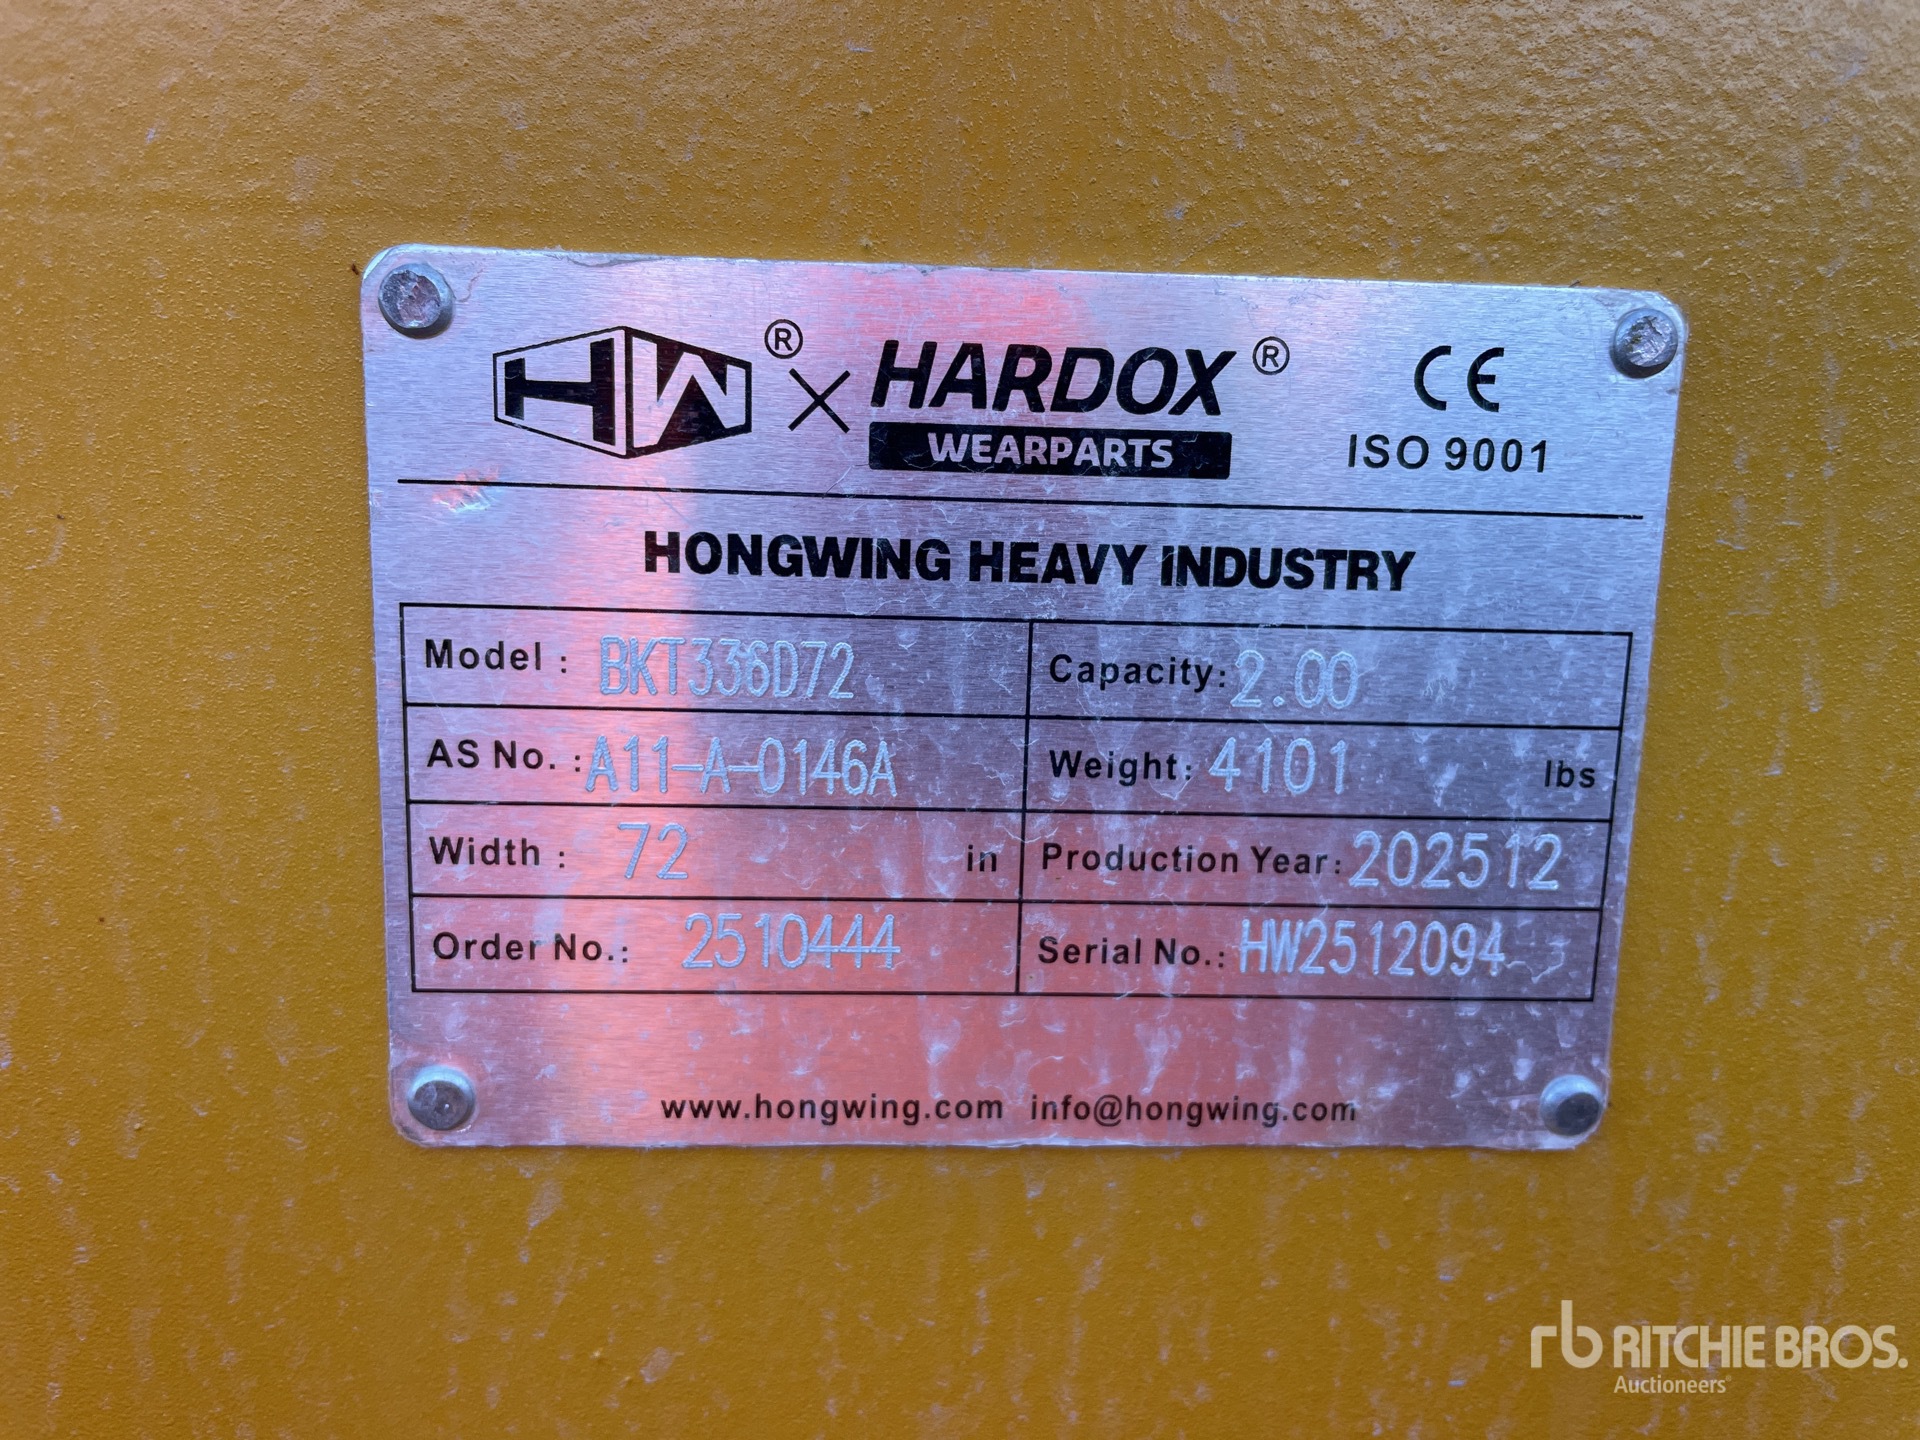 HW® × HARDOX® CE
WEARPARTS ISO 9001
HONGWING HEAVY INDUSTRY
Model : BKT336D72 Capacity: 2.00
AS No. : A11-A-0146A Weight: 4101 lbs
Width : 72 in Production Year: 202512
Order No.: 2510444 Serial No.: HW2512094
www.hongwing.com info@hongwing.com
rb RITCHIE BROS.
Auctioneers